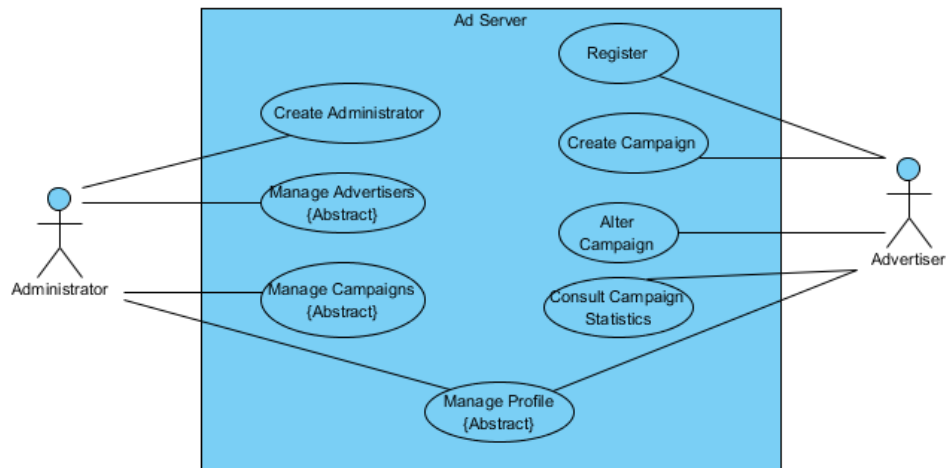 Ad Server
Register
Create Administrator
Create Campaign
Manage Advertisers
{Abstract}
Alter
Campaign
Administrator
Advertiser
Manage Campaigns
{Abstract}
Consult Campaign
Statistics
Manage Profile
{Abstract}